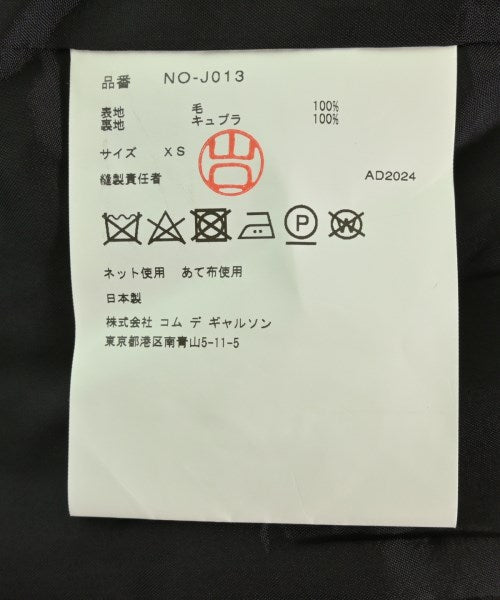 品番 NO-J013
表地 毛 100%
裏地 キュプラ 100%
サイズ XS
山口
縫製責任者 AD2024
P W
ネット使用 あて布使用
日本製
株式会社 コム デ ギャルソン
東京都港区南青山5-11-5